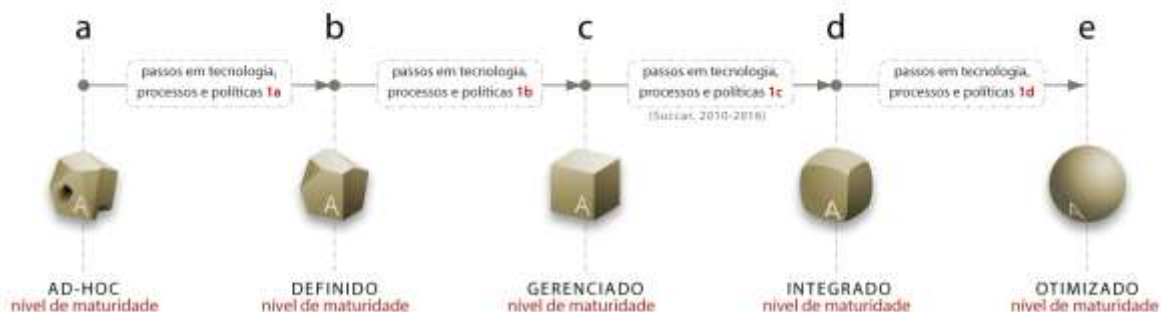 a
b
c
d
e
passos em tecnologia,
processos e políticas 1a
passos em tecnologia,
processos e políticas 1b
passos em tecnologia,
processos e políticas 1c
passos em tecnologia,
processos e políticas 1d
(Succar, 2010-2016)
A
A
A
A
A
AD-HOC
nível de maturidade
DEFINIDO
nível de maturidade
GERENCIADO
nível de maturidade
INTEGRADO
nível de maturidade
OTIMIZADO
nível de maturidade